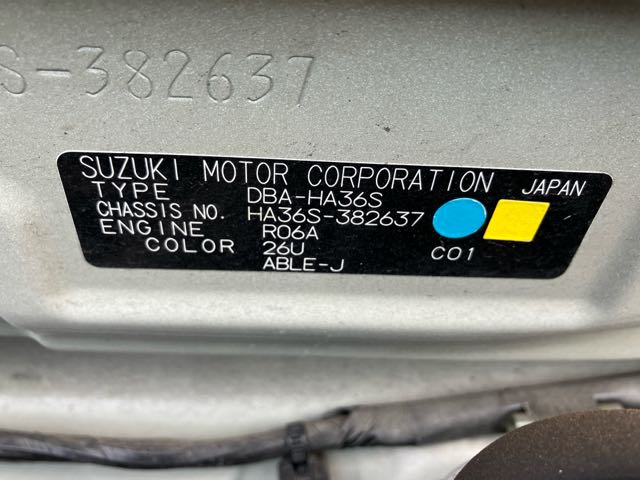 S-382637
SUZUKI MOTOR CORPORATION JAPAN
TYPE DBA-HA36S
CHASSIS NO. HA36S-382637
ENGINE R06A
COLOR 26U
ABLE-J C01